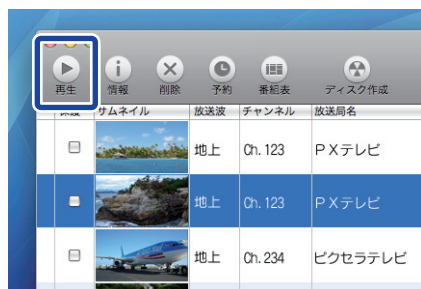 再生 情報 削除 予約 番組表 ディスク作成
保護 サムネイル 放送波 チャンネル 放送局名
地上 Ch. 123 PXテレビ
地上 Ch. 123 PXテレビ
地上 Ch. 234 ピクセラテレビ